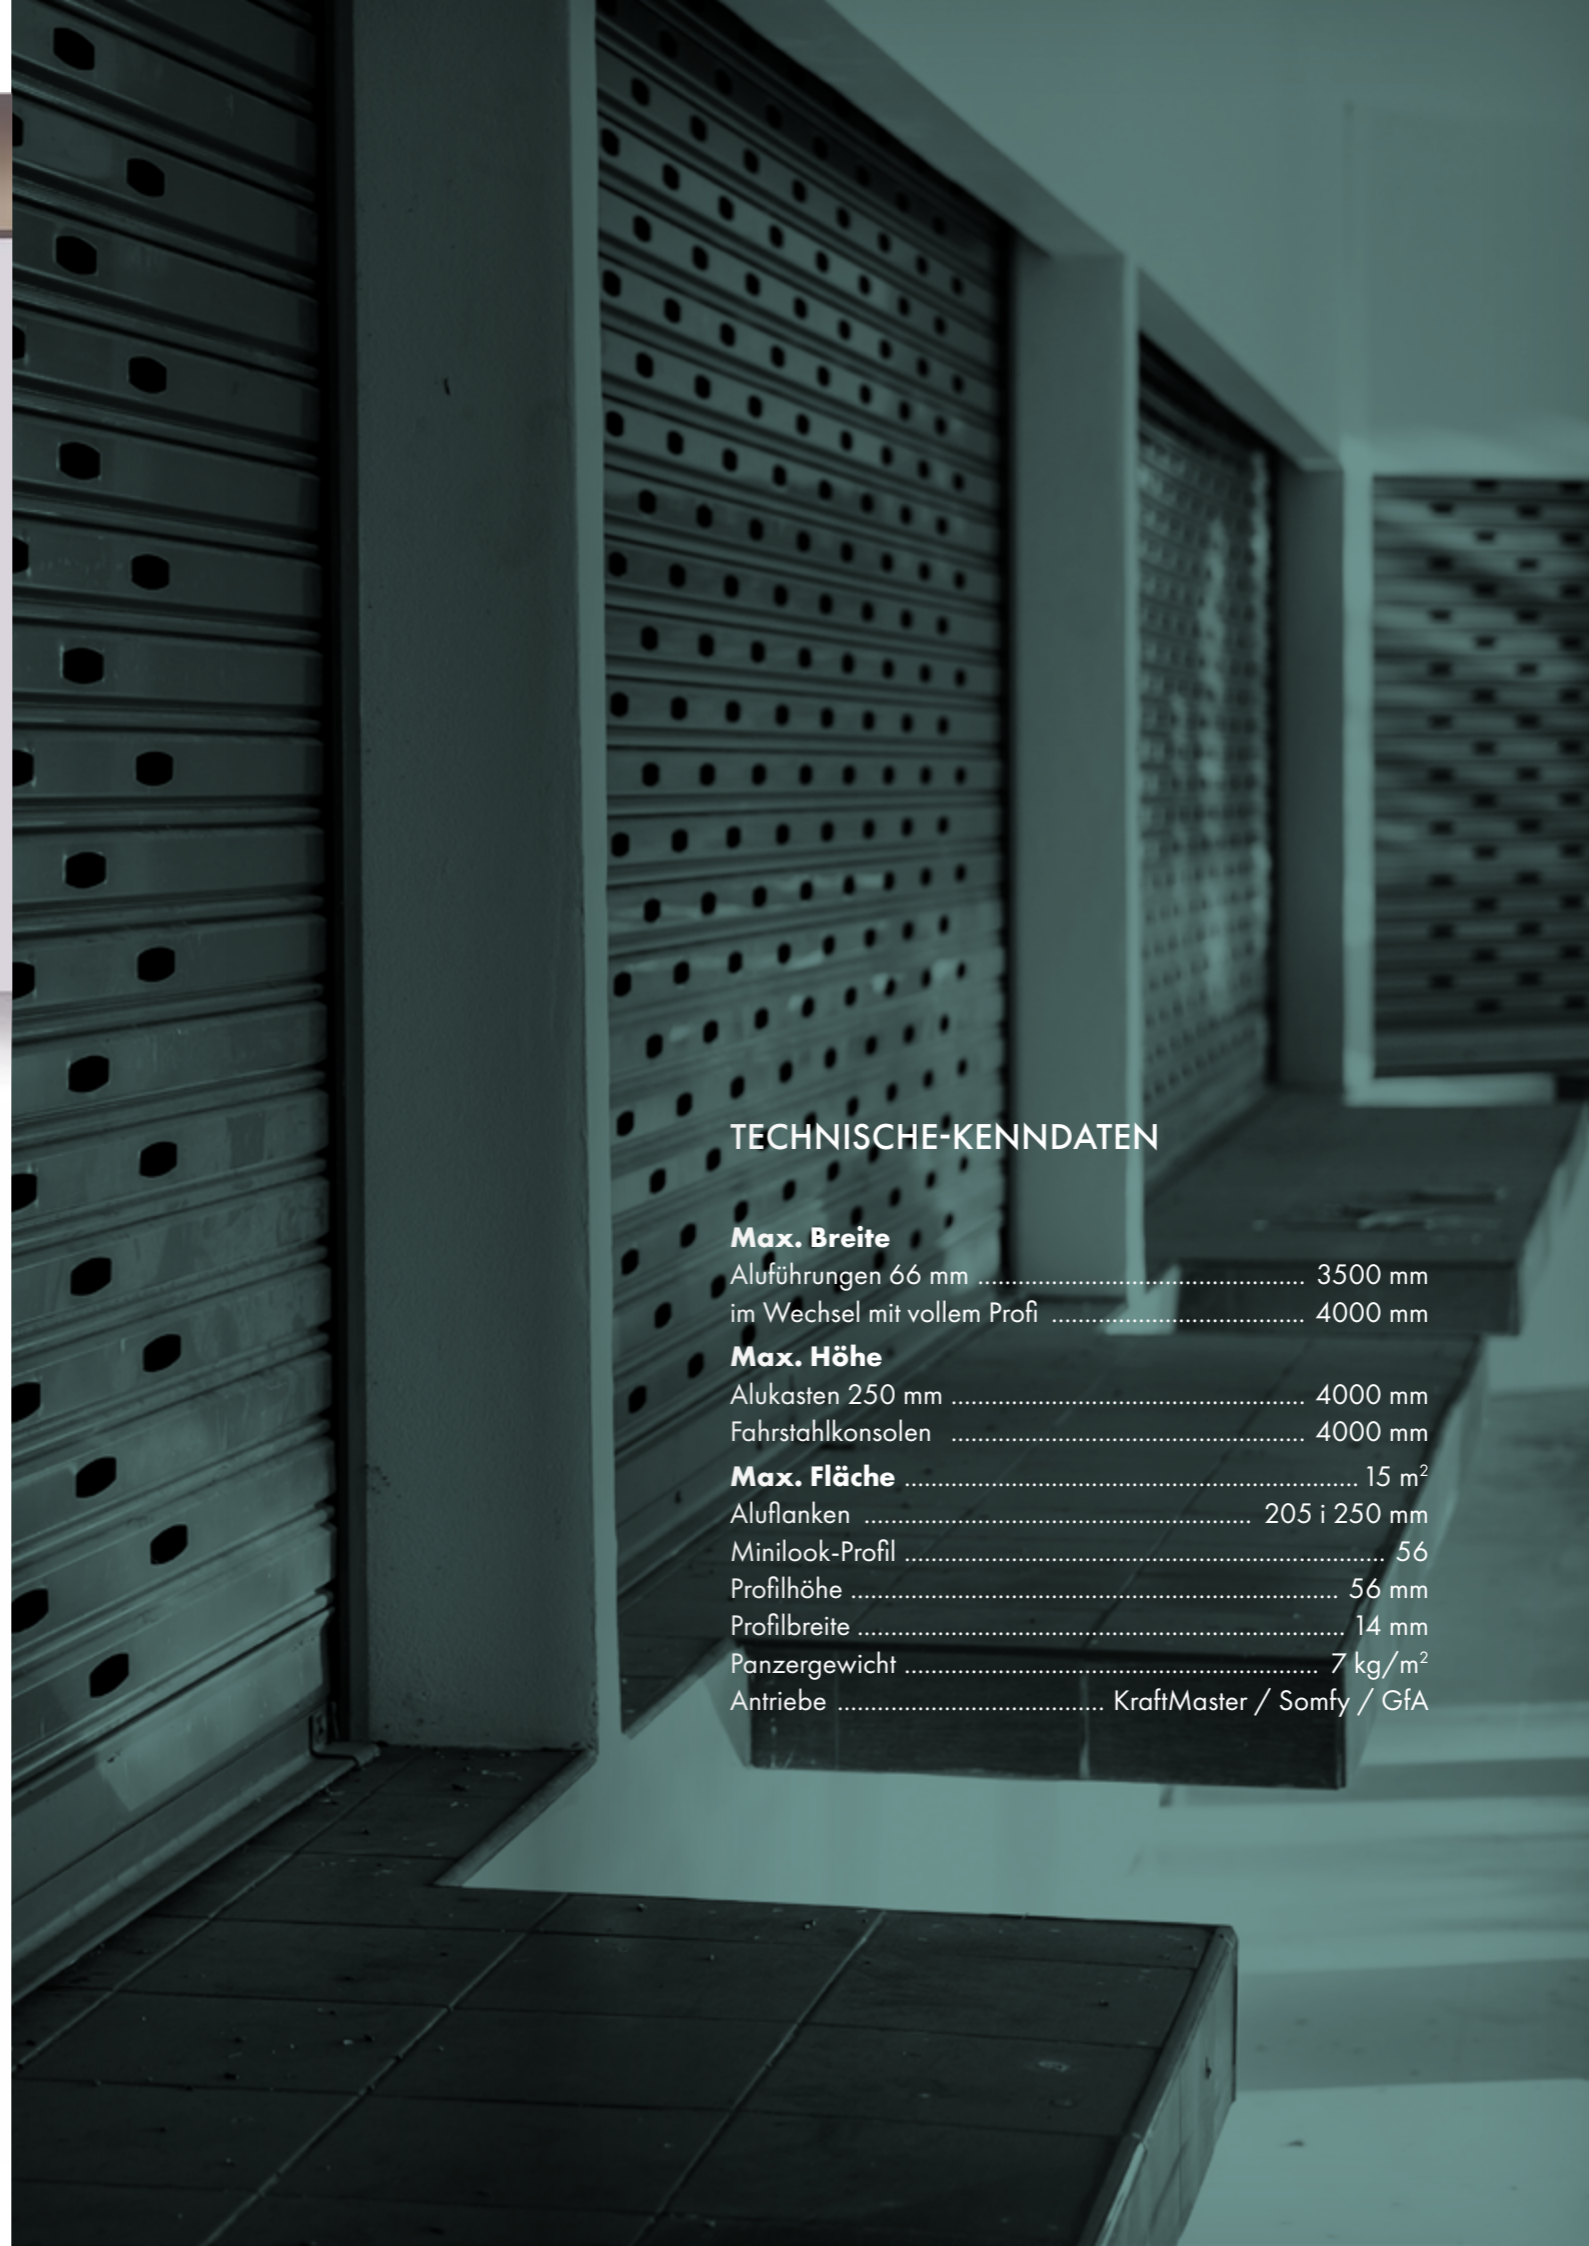 TECHNISCHE-KENNDATEN
Max. Breite
Aluführungen 66 mm ................................................. 3500 mm
im Wechsel mit vollem Profi ...................................... 4000 mm
Max. Höhe
Alukasten 250 mm ..................................................... 4000 mm
Fahrstahlkonsolen ..................................................... 4000 mm
Max. Fläche .................................................................... 15 m²
Aluflanken .......................................................... 205 i 250 mm
Minilook-Profil ........................................................................ 56
Profilhöhe ......................................................................... 56 mm
Profilbreite ......................................................................... 14 mm
Panzergewicht .............................................................. 7 kg/m²
Antriebe ........................................ KraftMaster / Somfy / GfA